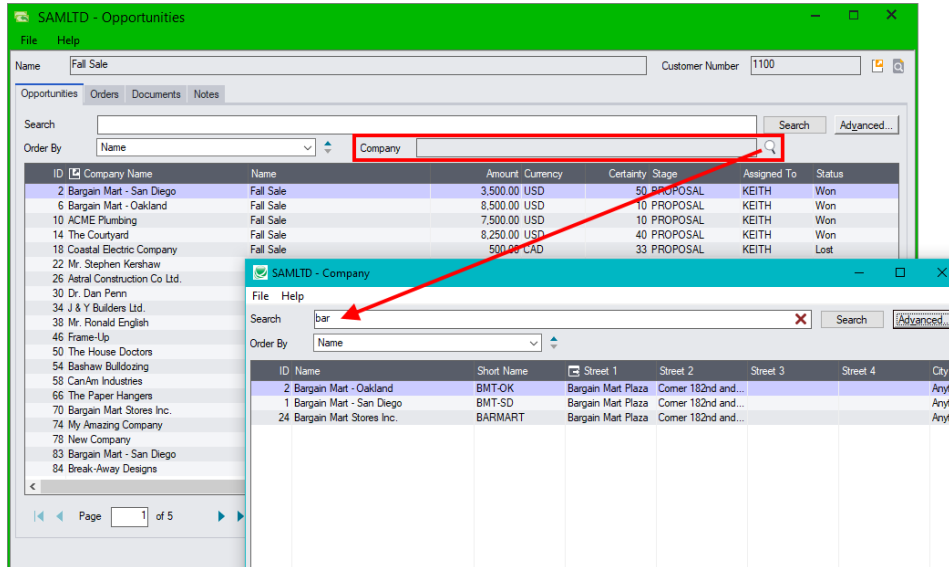 SAMLTD - Opportunities
File Help
Name Fall Sale Customer Number 1100
Opportunities Orders Documents Notes
Search Search Advanced...
Order By Name Company
ID Company Name Name Amount Currency Certainty Stage Assigned To Status
2 Bargain Mart - San Diego Fall Sale 3,500.00 USD 50 PROPOSAL KEITH Won
6 Bargain Mart - Oakland Fall Sale 8,500.00 USD 10 PROPOSAL KEITH Won
10 ACME Plumbing Fall Sale 7,500.00 USD 10 PROPOSAL KEITH Won
14 The Courtyard Fall Sale 8,250.00 USD 40 PROPOSAL KEITH Won
18 Coastal Electric Company Fall Sale 500.00 CAD 33 PROPOSAL KEITH Lost
22 Mr. Stephen Kershaw
26 Astral Construction Co Ltd.
30 Dr. Dan Penn
34 J & Y Builders Ltd.
38 Mr. Ronald English
46 Frame-Up
50 The House Doctors
54 Bashaw Bulldozing
58 CanAm Industries
66 The Paper Hangers
70 Bargain Mart Stores Inc.
74 My Amazing Company
78 New Company
83 Bargain Mart - San Diego
84 Break-Away Designs
Page 1 of 5
SAMLTD - Company
File Help
Search bar Search Advanced...
Order By Name
ID Name Short Name Street 1 Street 2 Street 3 Street 4 City
2 Bargain Mart - Oakland BMT-OK Bargain Mart Plaza Corner 182nd and...
1 Bargain Mart - San Diego BMT-SD Bargain Mart Plaza Corner 182nd and...
24 Bargain Mart Stores Inc. BARMART Bargain Mart Plaza Corner 182nd and...